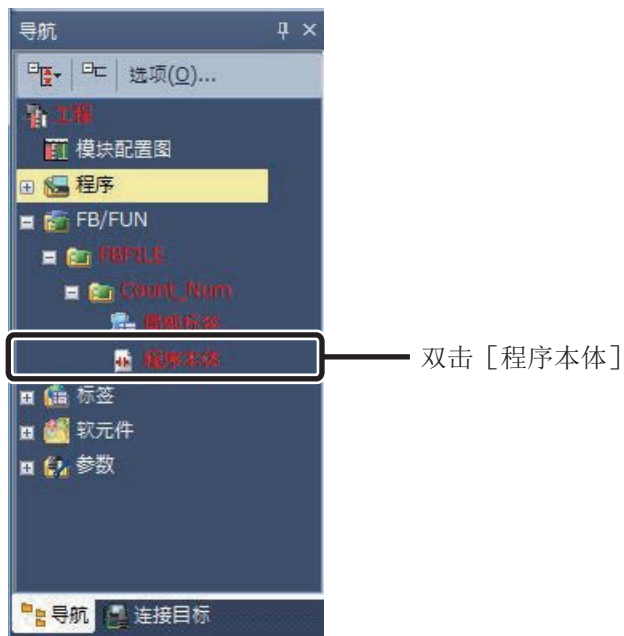 导航
选项(O)...
工程
模块配置图
程序
FB/FUN
FBFILE
Count_Num
局部标签
程序本体
双击［程序本体］
标签
软元件
参数
导航 连接目标